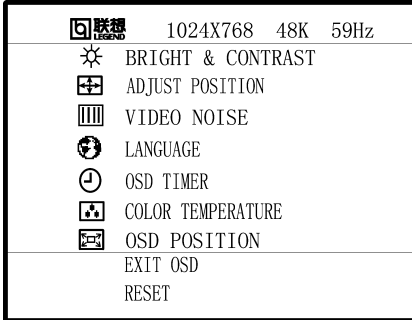 联想 LEGEND 1024X768 48K 59Hz
BRIGHT & CONTRAST
ADJUST POSITION
VIDEO NOISE
LANGUAGE
OSD TIMER
COLOR TEMPERATURE
OSD POSITION
EXIT OSD
RESET